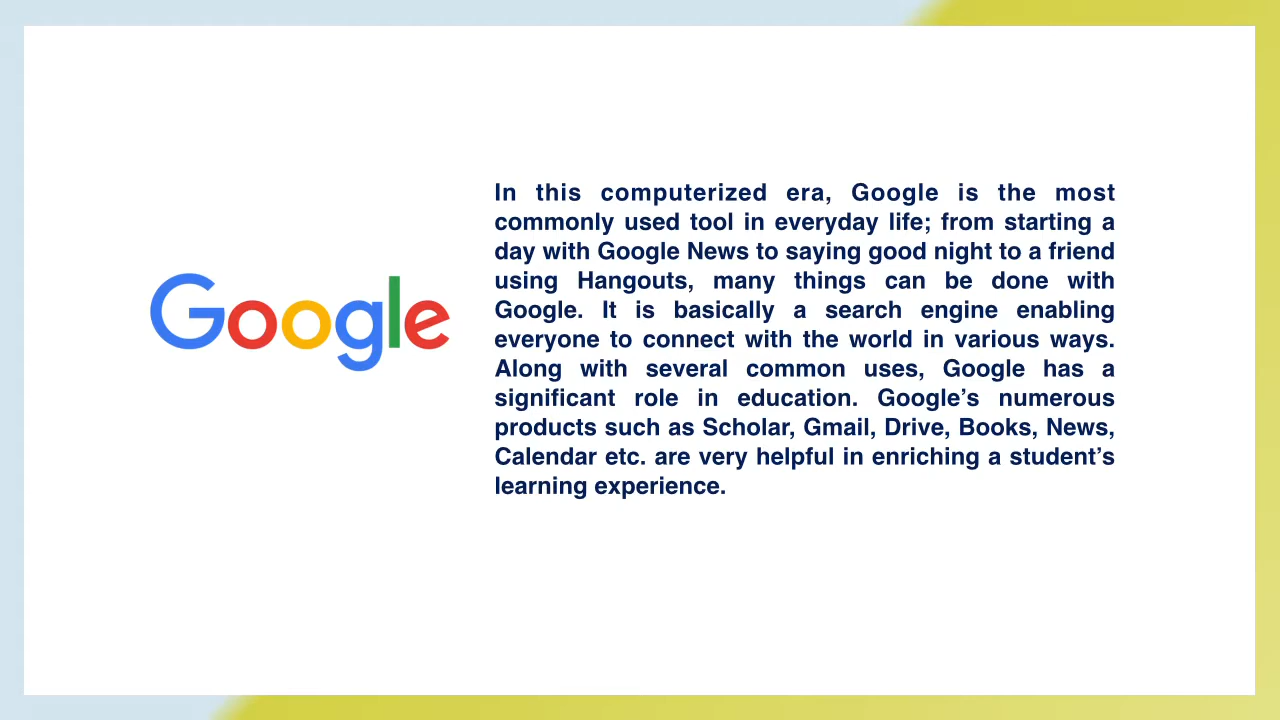 Google
In this computerized era, Google is the most
commonly used tool in everyday life; from starting a
day with Google News to saying good night to a friend
using Hangouts, many things can be done with
Google. It is basically a search engine enabling
everyone to connect with the world in various ways.
Along with several common uses, Google has a
significant role in education. Google’s numerous
products such as Scholar, Gmail, Drive, Books, News,
Calendar etc. are very helpful in enriching a student’s
learning experience.